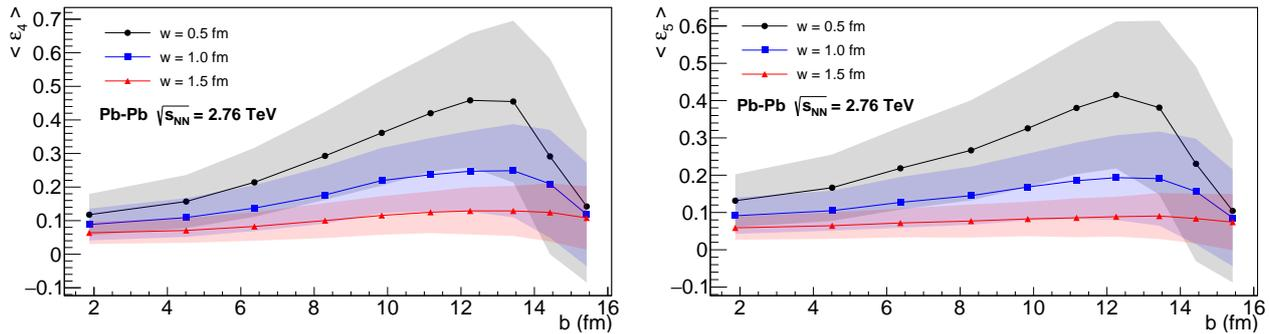 < ε4 >
0.7
0.6
0.5
0.4
0.3
0.2
0.1
0
−0.1
w = 0.5 fm
w = 1.0 fm
w = 1.5 fm
Pb-Pb √sNN = 2.76 TeV
2 4 6 8 10 12 14 16
b (fm)
< ε5 >
0.6
0.5
0.4
0.3
0.2
0.1
0
−0.1
w = 0.5 fm
w = 1.0 fm
w = 1.5 fm
Pb-Pb √sNN = 2.76 TeV
2 4 6 8 10 12 14 16
b (fm)